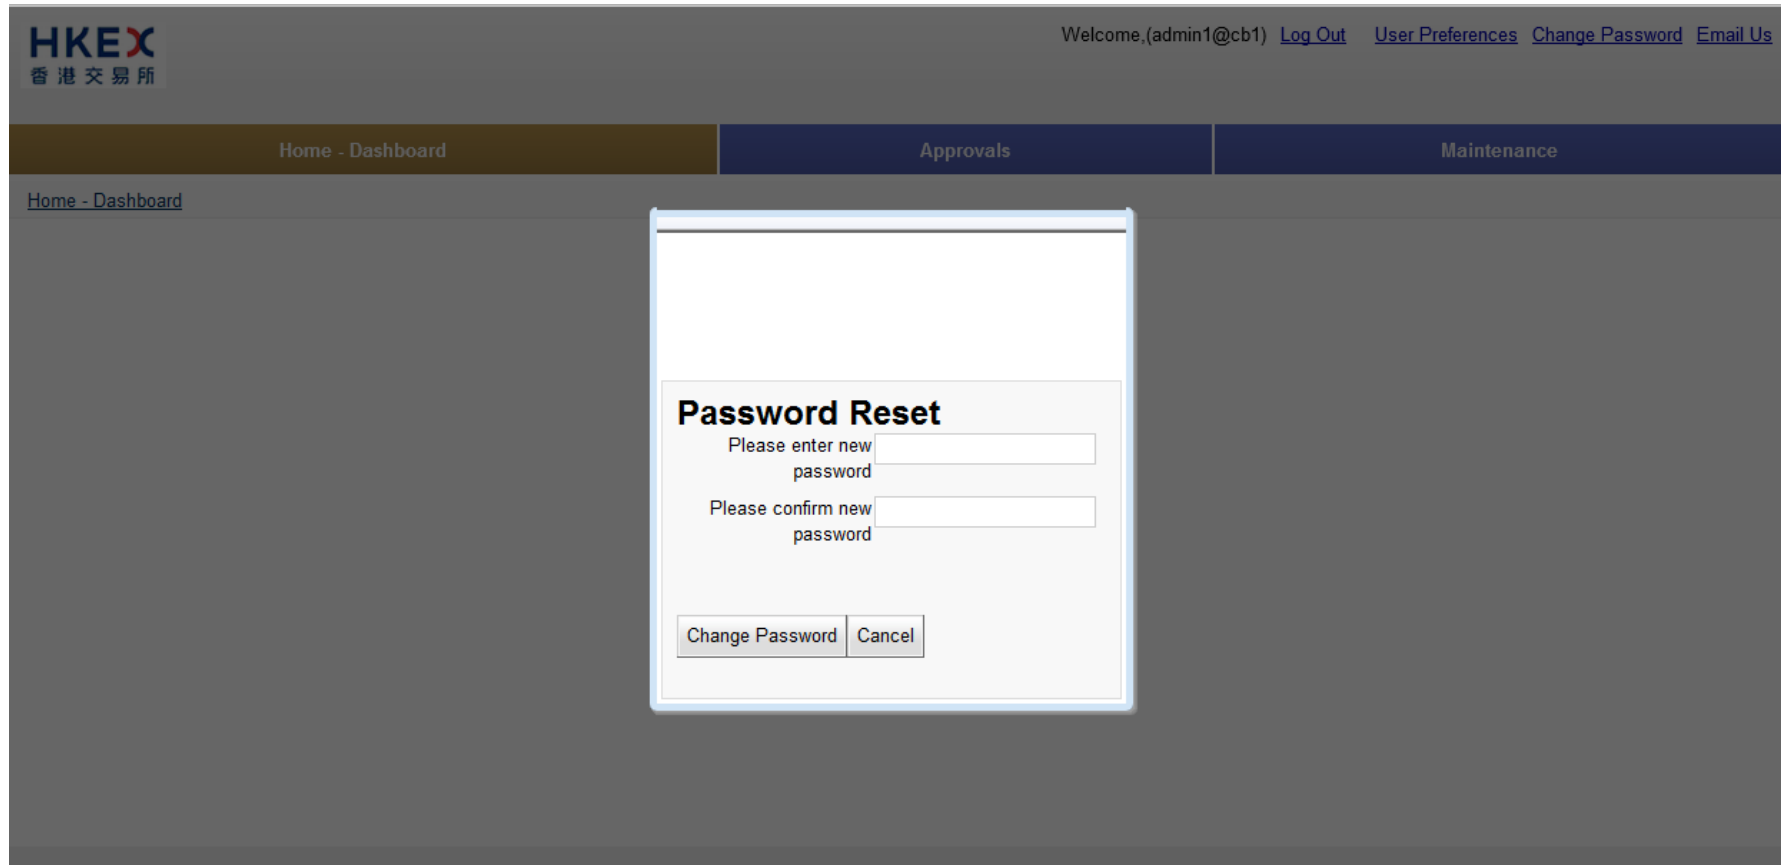 HKEX
香港交易所
Welcome,(admin1@cb1) Log Out User Preferences Change Password Email Us
Home - Dashboard Approvals Maintenance
Home - Dashboard
Password Reset
Please enter new
password
Please confirm new
password
Change Password Cancel